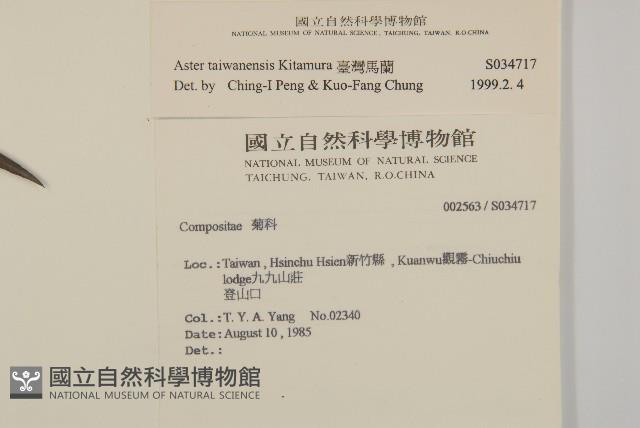 國立自然科學博物館
NATIONAL MUSEUM OF NATURAL SCIENCE, TAICHUNG, TAIWAN, R.O.CHINA
Aster taiwanensis Kitamura 臺灣馬蘭 S034717
Det. by Ching-I Peng & Kuo-Fang Chung 1999.2. 4
國立自然科學博物館
NATIONAL MUSEUM OF NATURAL SCIENCE
TAICHUNG, TAIWAN, R.O.CHINA
002563 / S034717
Compositae 菊科
Loc.: Taiwan , Hsinchu Hsien新竹縣 , Kuanwu觀霧-Chiuchiu
lodge九九山莊
登山口
Col.: T. Y. A. Yang No.02340
Date: August 10 , 1985
Det.:
國立自然科學博物館
NATIONAL MUSEUM OF NATURAL SCIENCE